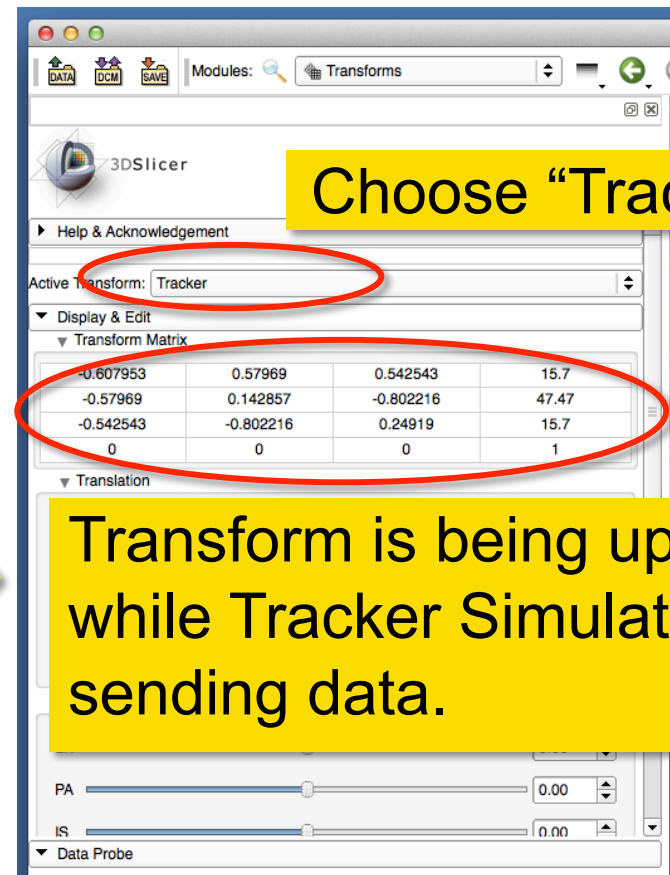 DATA DCM SAVE Modules: Transforms
3DSlicer
Choose “Trac
Help & Acknowledgement
Active Transform: Tracker
Display & Edit
Transform Matrix
-0.607953 0.57969 0.542543 15.7
-0.57969 0.142857 -0.802216 47.47
-0.542543 -0.802216 0.24919 15.7
0 0 0 1
Translation
Transform is being up
while Tracker Simulat
sending data.
PA 0.00
IS 0.00
Data Probe